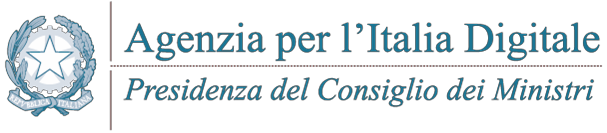 Agenzia per l'Italia Digitale
Presidenza del Consiglio dei Ministri